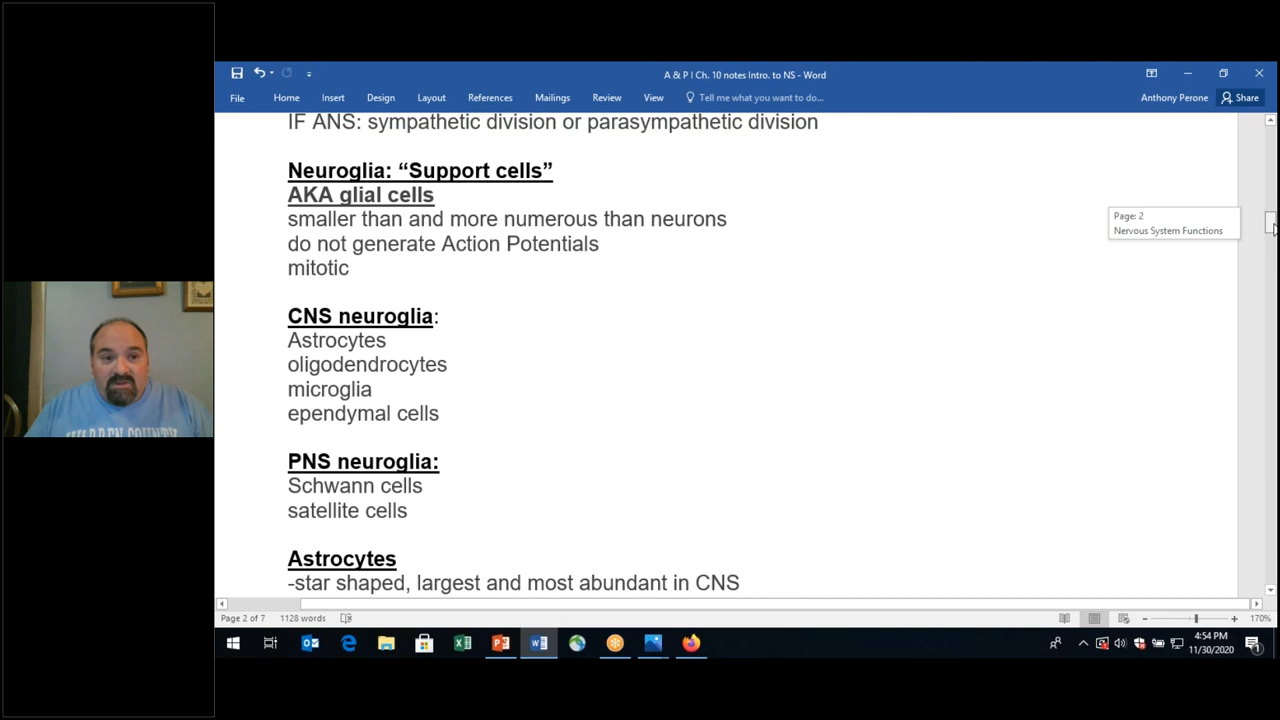 A & P I Ch. 10 notes Intro. to NS - Word
File Home Insert Design Layout References Mailings Review View Tell me what you want to do... Anthony Perone Share
IF ANS: sympathetic division or parasympathetic division
Neuroglia: “Support cells”
AKA glial cells
smaller than and more numerous than neurons
do not generate Action Potentials
mitotic
Page: 2
Nervous System Functions
CNS neuroglia:
Astrocytes
oligodendrocytes
microglia
ependymal cells
PNS neuroglia:
Schwann cells
satellite cells
Astrocytes
-star shaped, largest and most abundant in CNS
Page 2 of 7 1128 words 170%
4:54 PM
11/30/2020
WARREN COUNTY